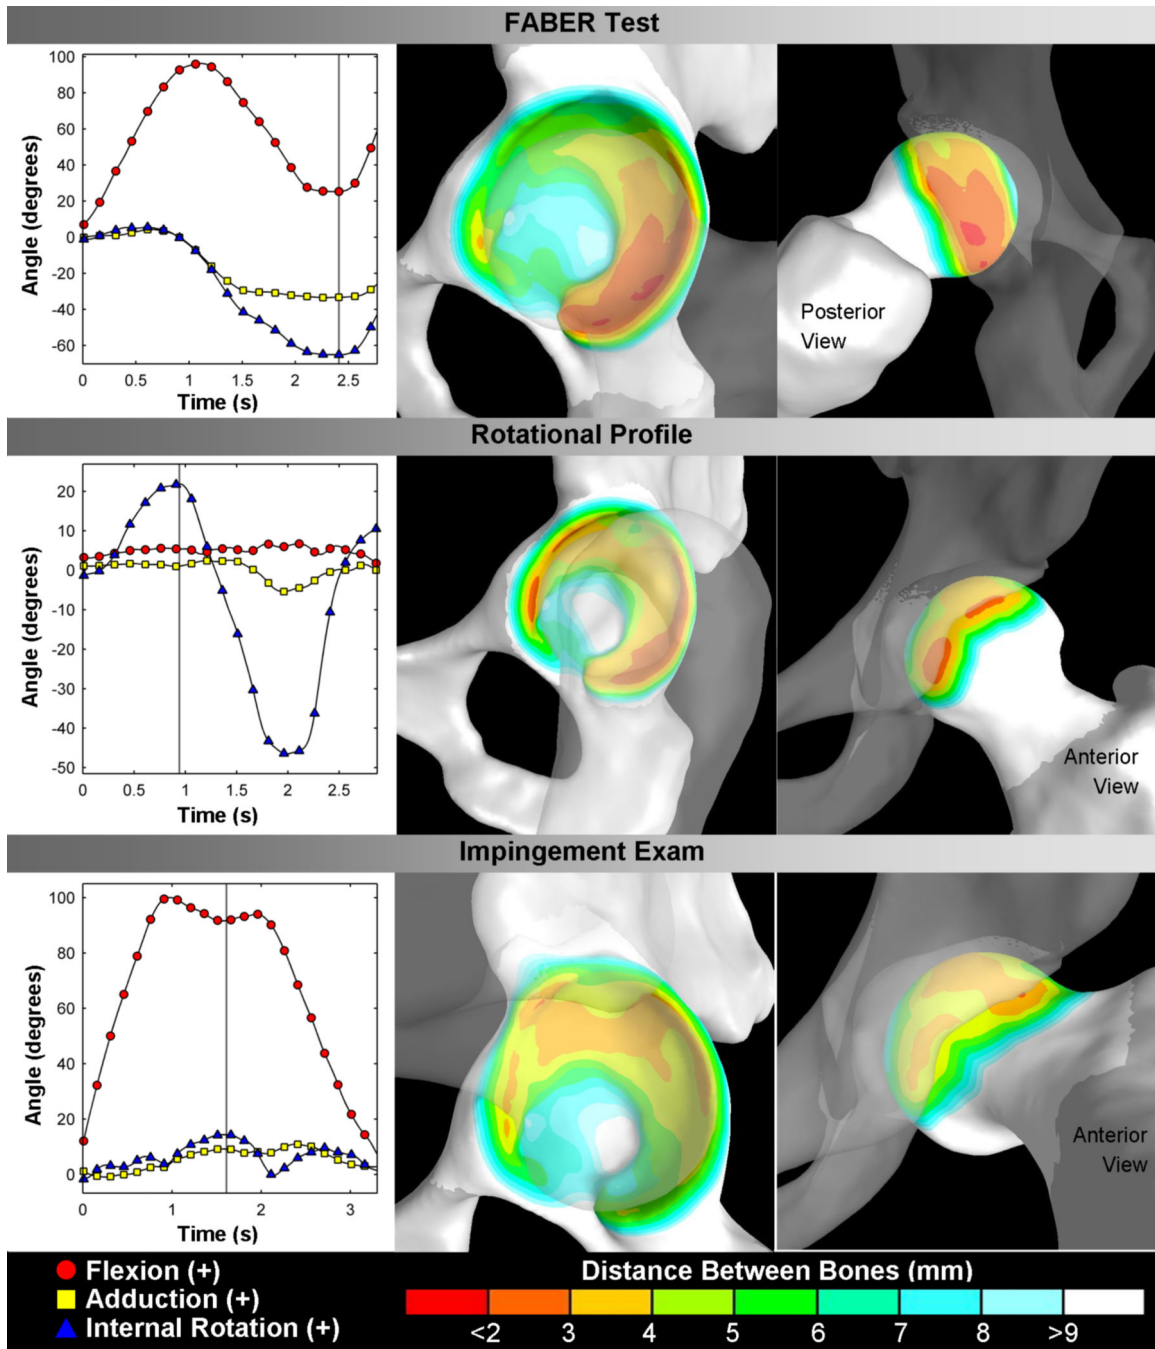 FABER Test
100
80
60
40
20
0
-20
-40
-60
Angle (degrees)
0 0.5 1 1.5 2 2.5
Time (s)
Posterior
View
Rotational Profile
20
10
0
-10
-20
-30
-40
-50
Angle (degrees)
0 0.5 1 1.5 2 2.5
Time (s)
Anterior
View
Impingement Exam
100
80
60
40
20
0
Angle (degrees)
0 1 2 3
Time (s)
Anterior
View
Flexion (+)
Adduction (+)
Internal Rotation (+)
Distance Between Bones (mm)
<2 3 4 5 6 7 8 >9